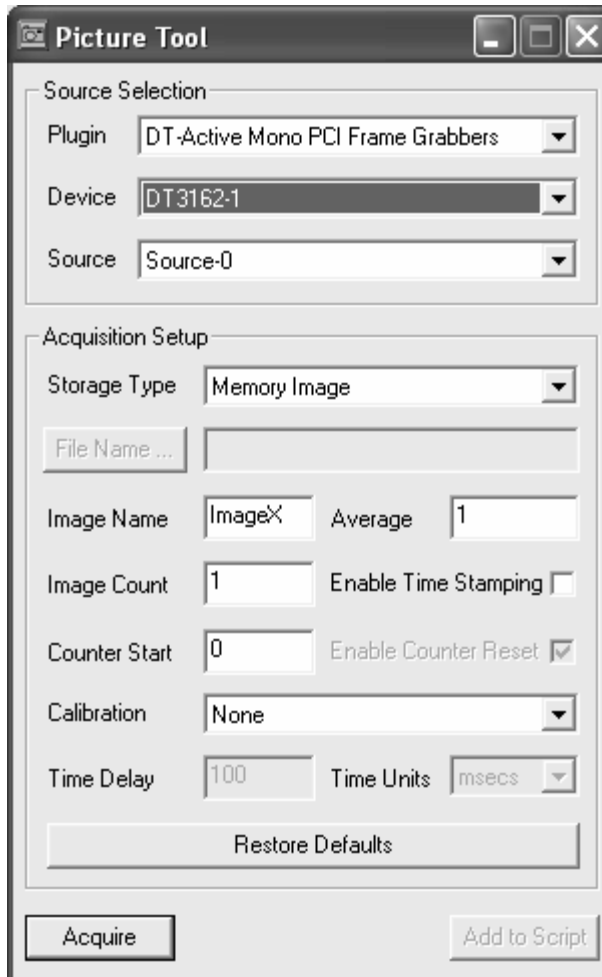 Picture Tool
Source Selection
Plugin DT-Active Mono PCI Frame Grabbers
Device DT3162-1
Source Source-0
Acquisition Setup
Storage Type Memory Image
File Name ...
Image Name ImageX Average 1
Image Count 1 Enable Time Stamping
Counter Start 0 Enable Counter Reset
Calibration None
Time Delay 100 Time Units msecs
Restore Defaults
Acquire Add to Script